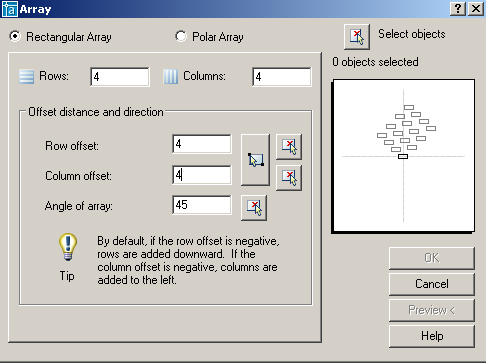 Array
Rectangular Array
Polar Array
Select objects
Rows: 4
Columns: 4
0 objects selected
Offset distance and direction
Row offset: 4
Column offset: 4
Angle of array: 45
By default, if the row offset is negative,
rows are added downward. If the
column offset is negative, columns are
added to the left.
Tip
OK
Cancel
Preview <
Help